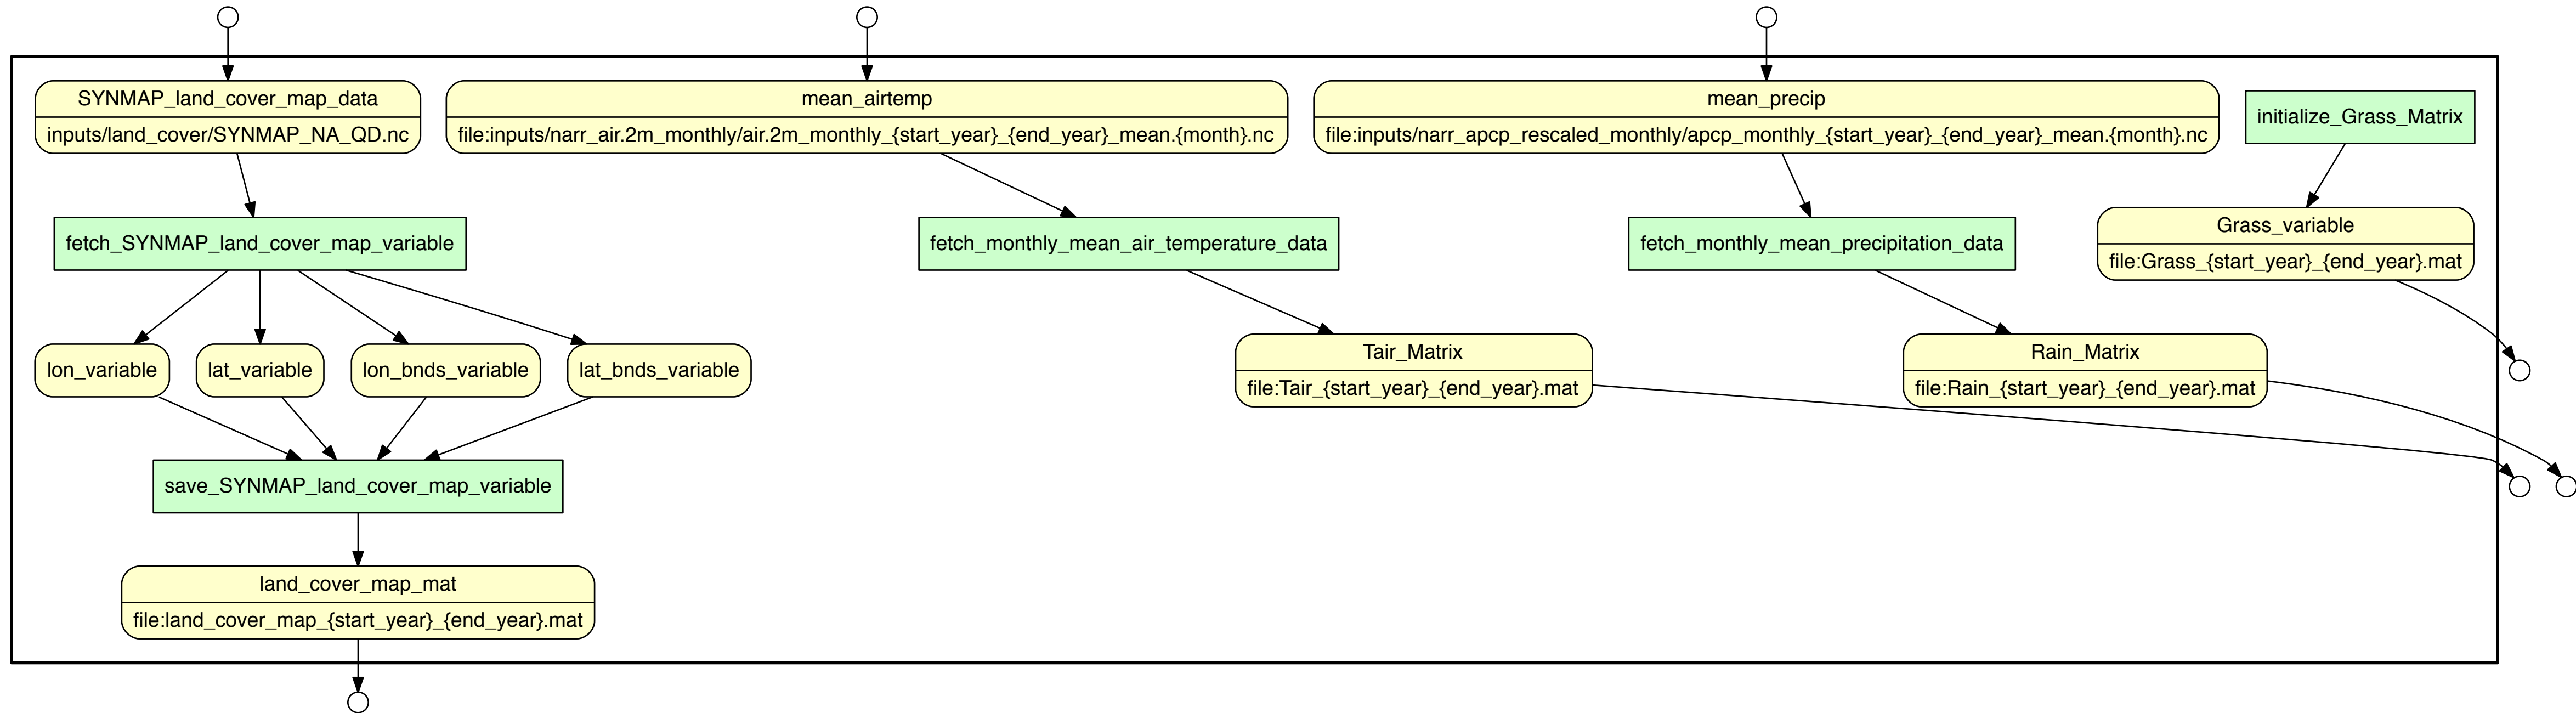 SYNMAP_land_cover_map_data
inputs/land_cover/SYNMAP_NA_QD.nc
mean_airtemp
file:inputs/narr_air.2m_monthly/air.2m_monthly_{start_year}_{end_year}_mean.{month}.nc
mean_precip
file:inputs/narr_apcp_rescaled_monthly/apcp_monthly_{start_year}_{end_year}_mean.{month}.nc
initialize_Grass_Matrix
fetch_SYNMAP_land_cover_map_variable
fetch_monthly_mean_air_temperature_data
fetch_monthly_mean_precipitation_data
Grass_variable
file:Grass_{start_year}_{end_year}.mat
lon_variable
lat_variable
lon_bnds_variable
lat_bnds_variable
Tair_Matrix
file:Tair_{start_year}_{end_year}.mat
Rain_Matrix
file:Rain_{start_year}_{end_year}.mat
save_SYNMAP_land_cover_map_variable
land_cover_map_mat
file:land_cover_map_{start_year}_{end_year}.mat